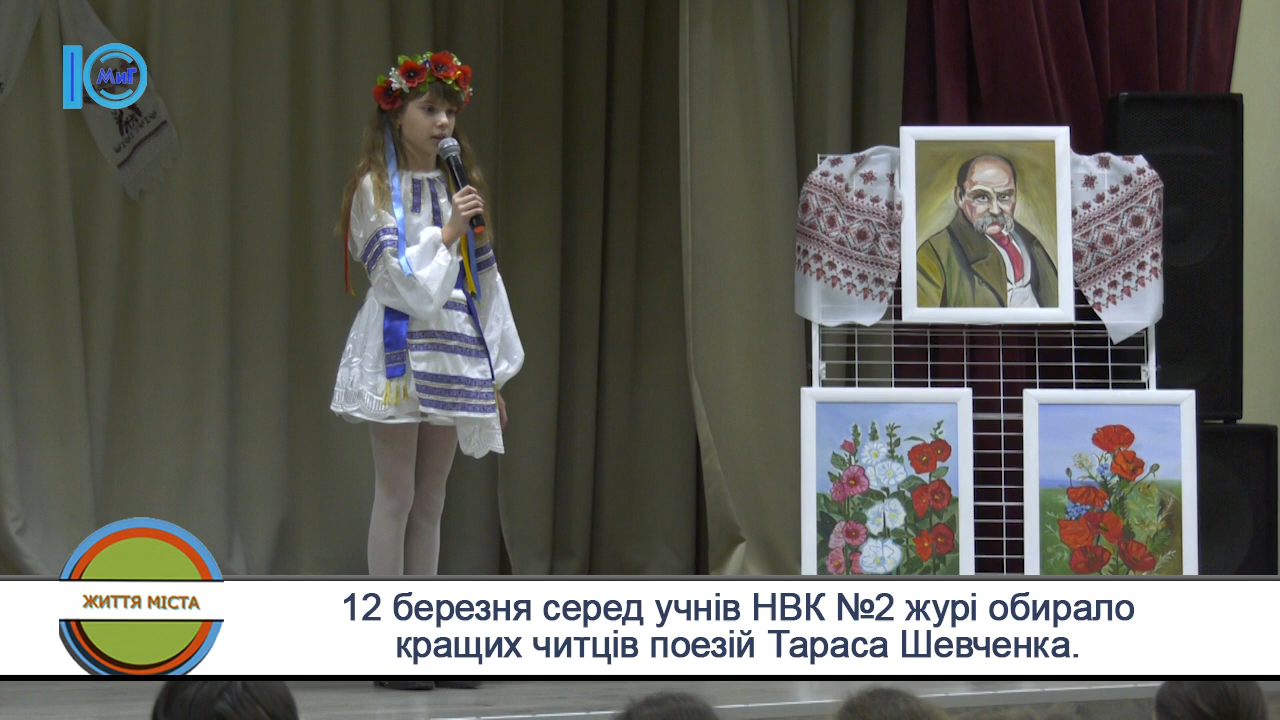 Ю
МиГ
ЖИТТЯ МІСТА
12 березня серед учнів НВК №2 журі обирало
кращих читців поезій Тараса Шевченка.